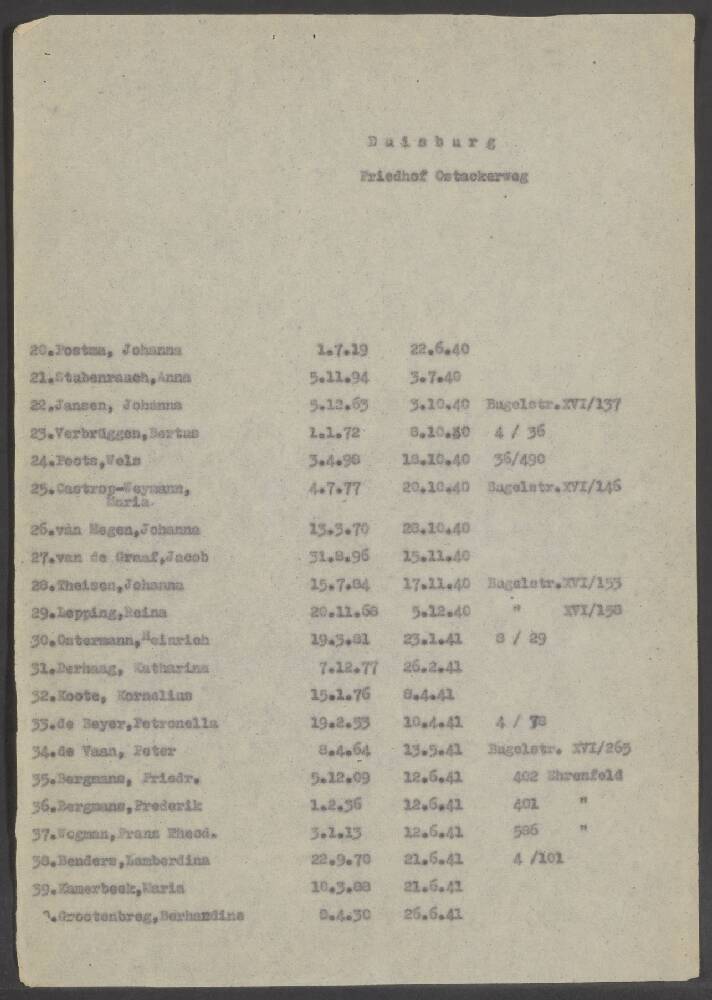 D u i s b u r g
Friedhof Ostackerweg
20.Postma, Johanna 1.7.19 22.6.40
21.Stabenrauch,Anna 5.11.94 3.7.40
22.Jansen, Johanna 5.12.63 3.10.40 Bugelstr.XVI/137
23.Verbrüggen,Bertus 1.1.72 8.10.40 4 / 36
24.Peots,Wels 3.4.98 18.10.40 36/490
25.Castrop-Weymann, 4.7.77 20.10.40 Bugelstr.XVI/146
Maria
26.van Megen,Johanna 13.3.70 28.10.40
27.van de Graaf,Jacob 31.8.96 15.11.40
28.Theisen,Johanna 15.7.84 17.11.40 Bugelstr.XVI/153
29.Lepping,Reina 20.11.68 5.12.40 " XVI/158
30.Ostermann,Heinrich 19.3.81 23.1.41 8 / 29
31.Derhaag, Katharina 7.12.77 26.2.41
32.Koote, Kornelius 15.1.76 8.4.41
33.de Beyer,Petronella 19.2.53 10.4.41 4 / 78
34.de Vaan, Peter 8.4.64 13.5.41 Bugelstr. XVI/265
35.Bergmans, Friedr. 5.12.09 12.6.41 402 Ehrenfeld
36.Bergmans,Frederik 1.2.36 12.6.41 401 "
37.Wogman,Frans Theod. 3.1.13 12.6.41 586 "
38.Benders,Lamberdina 22.9.70 21.6.41 4 /101
39.Kamerbeek,Maria 10.3.88 21.6.41
.Grootenbreg,Berhardina 8.4.30 26.6.41